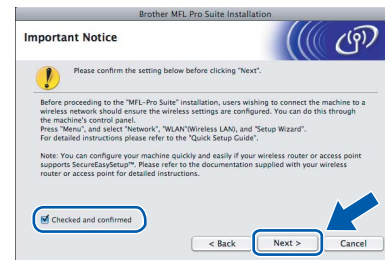 Brother MFL Pro Suite Installation
Important Notice
Please confirm the setting below before clicking "Next".
Before proceeding to the "MFL-Pro Suite" installation, users wishing to connect the machine to a
wireless network should ensure the wireless settings are configured. You can do this through
the machine's control panel.
Press "Menu", and select "Network", "WLAN"(Wireless LAN), and "Setup Wizard".
For detailed instructions please refer to the "Quick Setup Guide".
Note: You can configure your machine quickly and easily if your wireless router or access point
supports SecureEasySetup™. Please refer to the documentation supplied with your wireless
router or access point for detailed instructions.
Checked and confirmed
< Back Next > Cancel